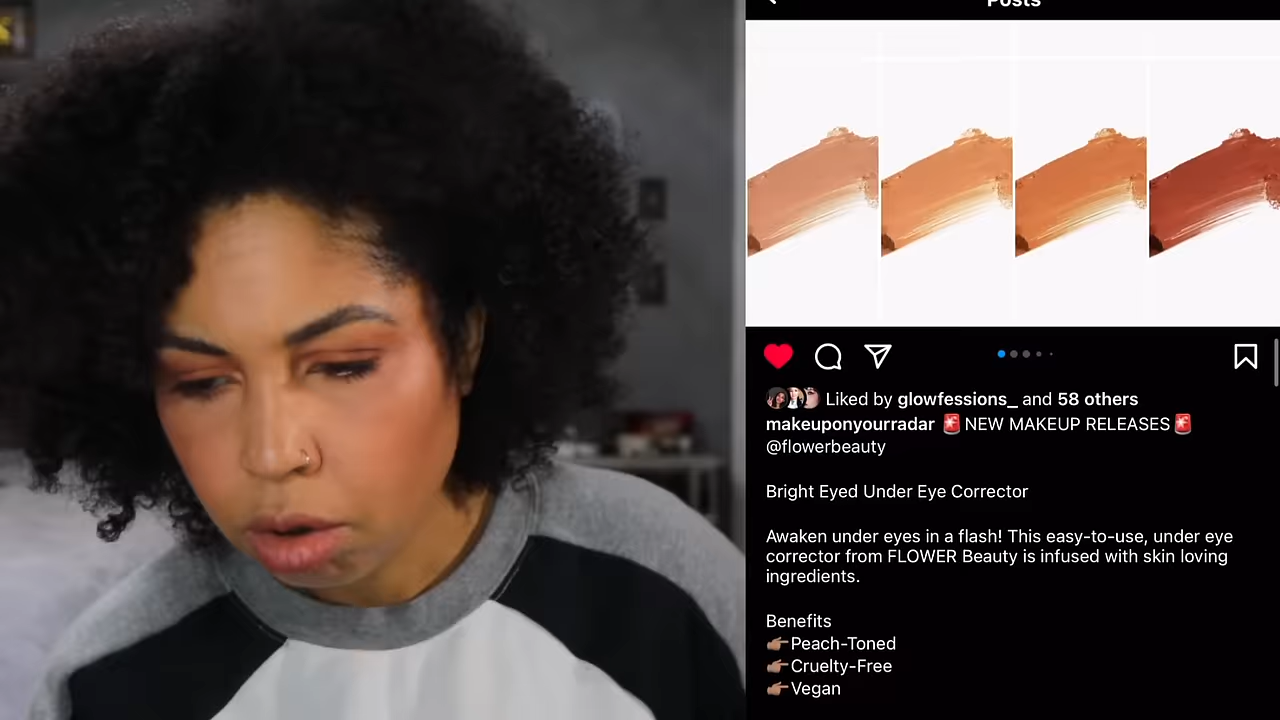 Posts
Liked by glowfessions_ and 58 others
makeuponyourradar 🚨NEW MAKEUP RELEASES🚨
@flowerbeauty
Bright Eyed Under Eye Corrector
Awaken under eyes in a flash! This easy-to-use, under eye
corrector from FLOWER Beauty is infused with skin loving
ingredients.
Benefits
👉🏽Peach-Toned
👉🏽Cruelty-Free
👉🏽Vegan